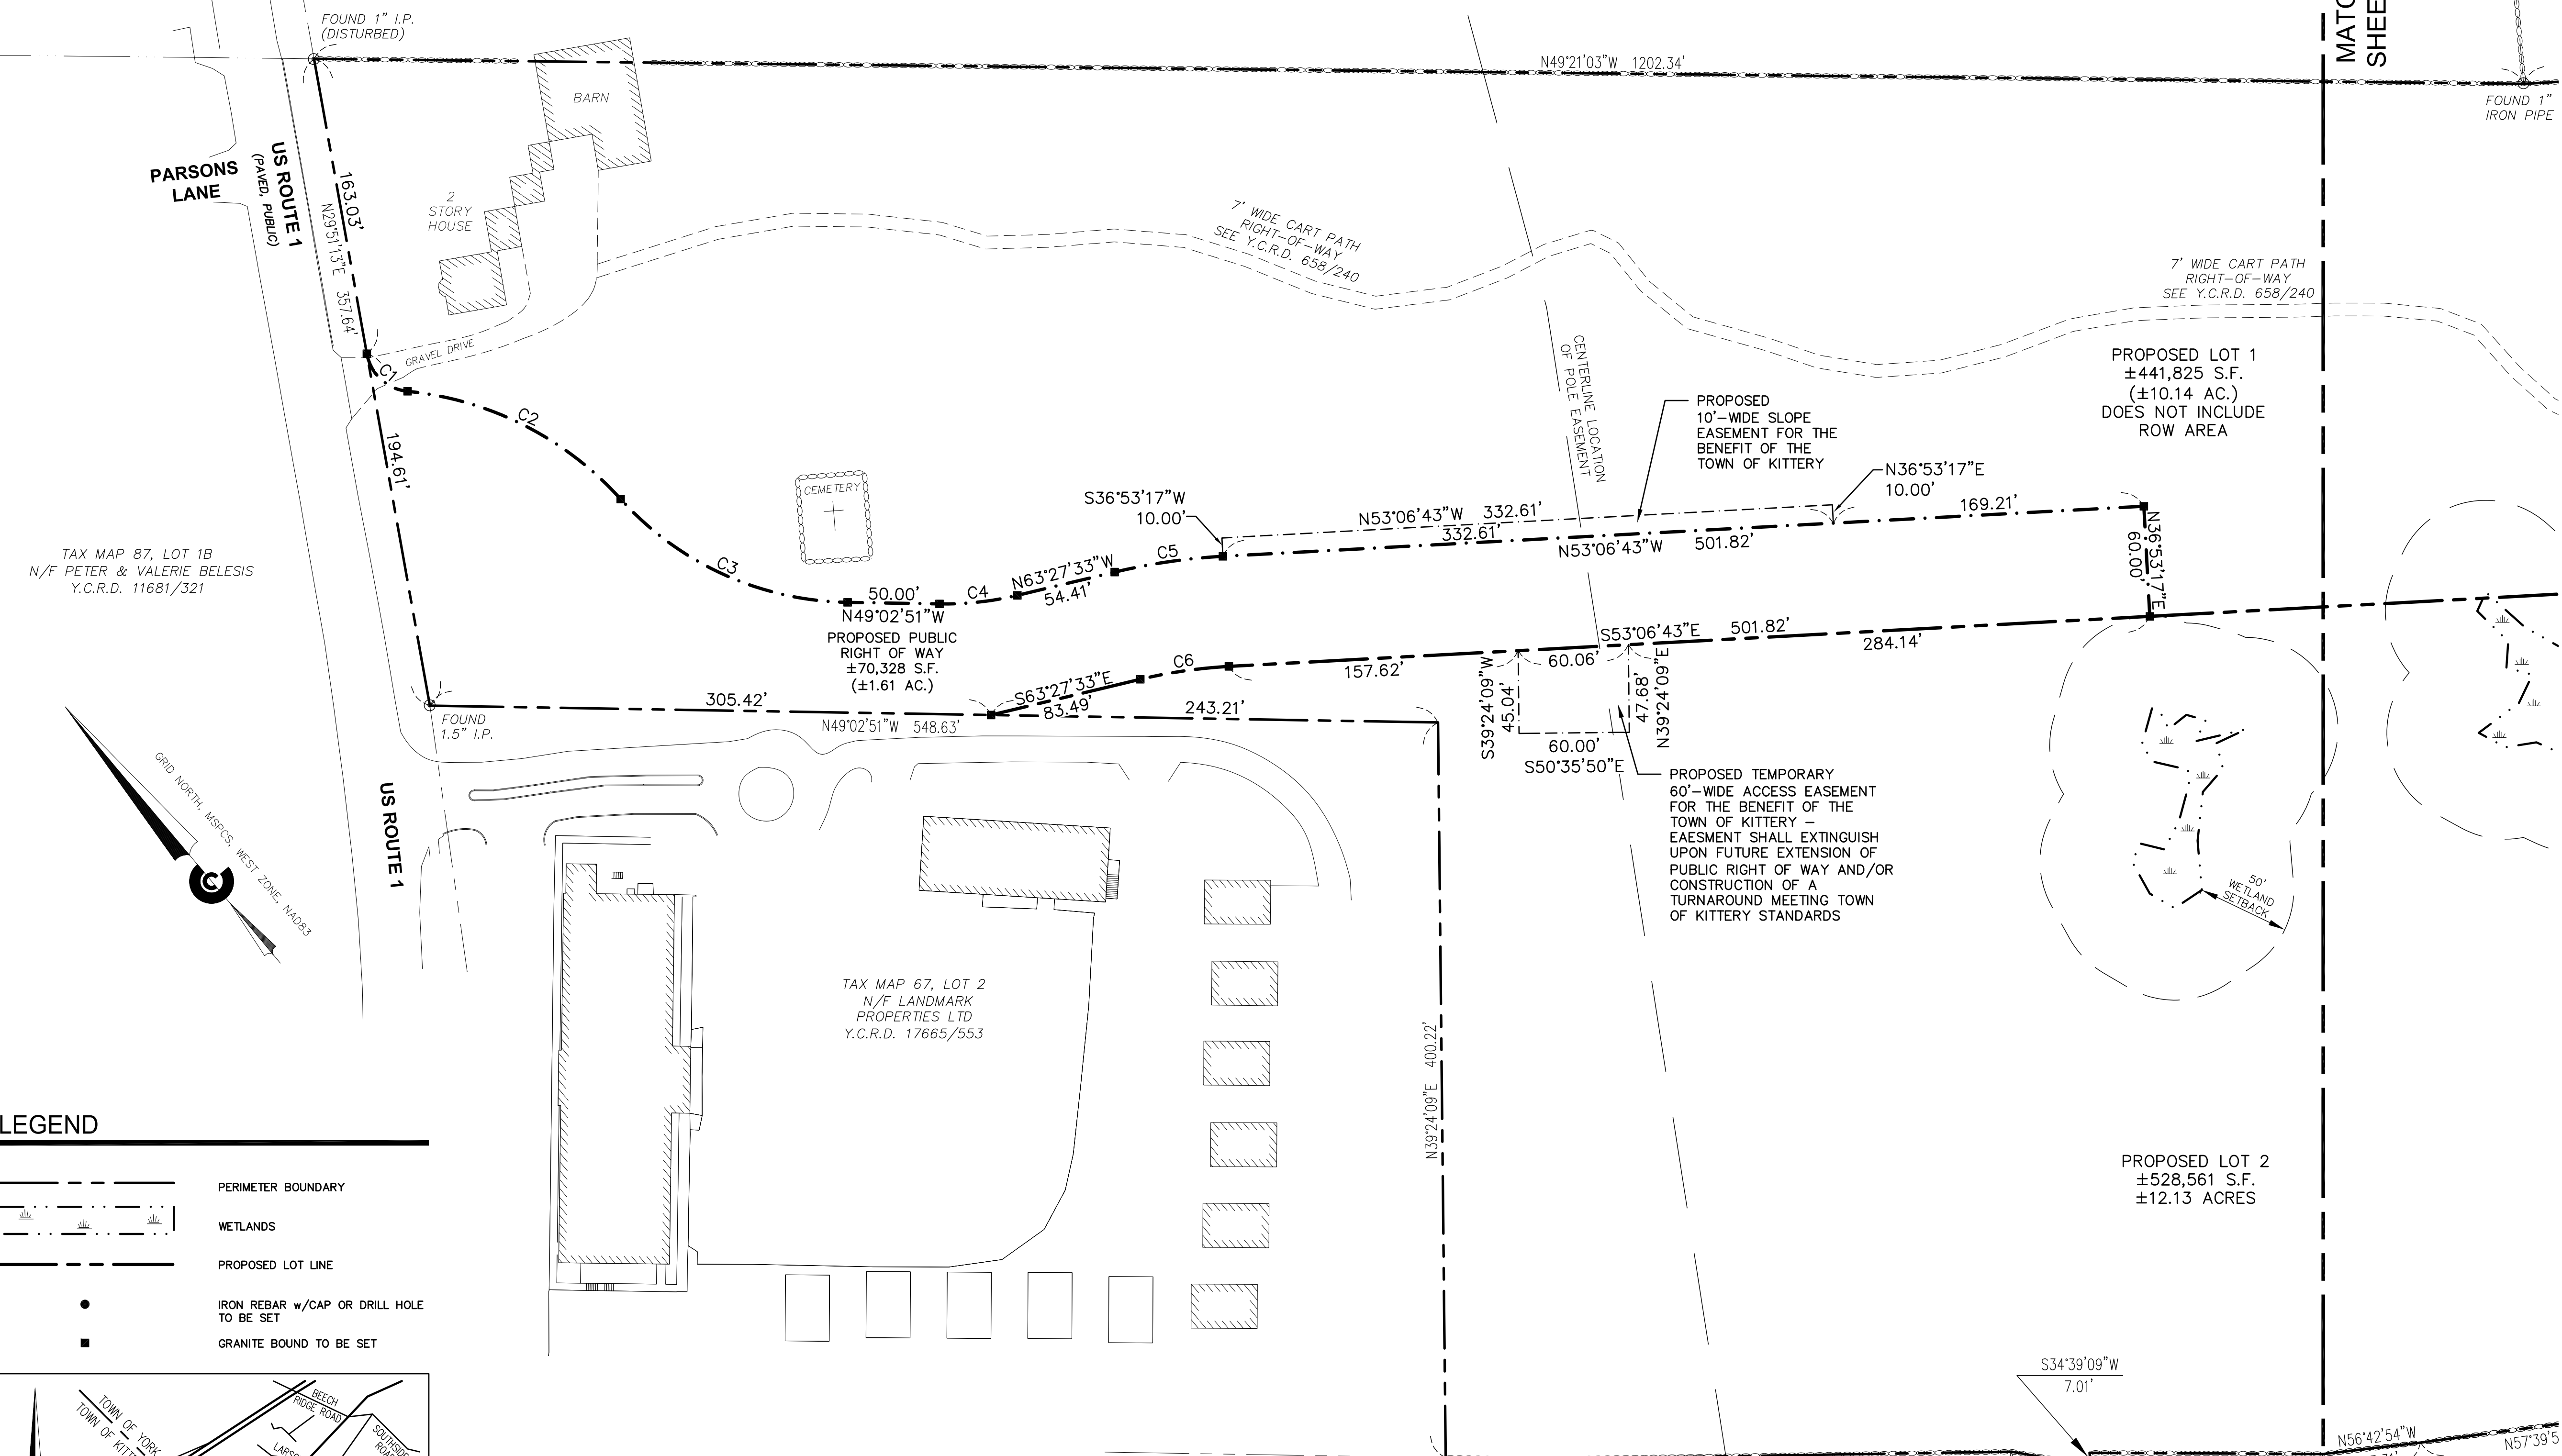 FOUND 1" I.P.
(DISTURBED)
BARN
N49°21'03"W 1202.34'
FOUND 1"
IRON PIPE
PARSONS
LANE
US ROUTE 1
(PAVED, PUBLIC)
163.03'
N29°51'13"E 357.64'
2
STORY
HOUSE
7' WIDE CART PATH
RIGHT-OF-WAY
SEE Y.C.R.D. 658/240
7' WIDE CART PATH
RIGHT-OF-WAY
SEE Y.C.R.D. 658/240
GRAVEL DRIVE
C1
C2
194.61'
CENTERLINE LOCATION
OF POLE EASEMENT
PROPOSED
10'-WIDE SLOPE
EASEMENT FOR THE
BENEFIT OF THE
TOWN OF KITTERY
PROPOSED LOT 1
±441,825 S.F.
(±10.14 AC.)
DOES NOT INCLUDE
ROW AREA
N36°53'17"E
10.00'
S36°53'17"W
10.00'
CEMETERY
N53°06'43"W 332.61'
332.61'
N53°06'43"W 501.82'
169.21'
N36°53'17"E
60.00'
TAX MAP 87, LOT 1B
N/F PETER & VALERIE BELESIS
Y.C.R.D. 11681/321
C3
50.00'
N49°02'51"W
C4
N63°27'33"W
54.41'
C5
PROPOSED PUBLIC
RIGHT OF WAY
±70,328 S.F.
(±1.61 AC.)
S63°27'33"E
83.49'
C6
157.62'
60.06'
S53°06'43"E 501.82'
284.14'
305.42'
243.21'
N49°02'51"W 548.63'
FOUND
1.5" I.P.
S39°24'09"W
45.04'
47.68'
N39°24'09"E
60.00'
S50°35'50"E
PROPOSED TEMPORARY
60'-WIDE ACCESS EASEMENT
FOR THE BENEFIT OF THE
TOWN OF KITTERY -
EAESMENT SHALL EXTINGUISH
UPON FUTURE EXTENSION OF
PUBLIC RIGHT OF WAY AND/OR
CONSTRUCTION OF A
TURNAROUND MEETING TOWN
OF KITTERY STANDARDS
50'
WETLAND
SETBACK
GRID NORTH, MSPCS, WEST ZONE, NAD83
US ROUTE 1
TAX MAP 67, LOT 2
N/F LANDMARK
PROPERTIES LTD
Y.C.R.D. 17665/553
N39°24'09"E 400.22'
PROPOSED LOT 2
±528,561 S.F.
±12.13 ACRES
LEGEND
PERIMETER BOUNDARY
WETLANDS
PROPOSED LOT LINE
IRON REBAR w/CAP OR DRILL HOLE
TO BE SET
GRANITE BOUND TO BE SET
TOWN OF YORK
BEECH
RIDGE ROAD
S34°39'09"W
7.01'
N56°42'54"W